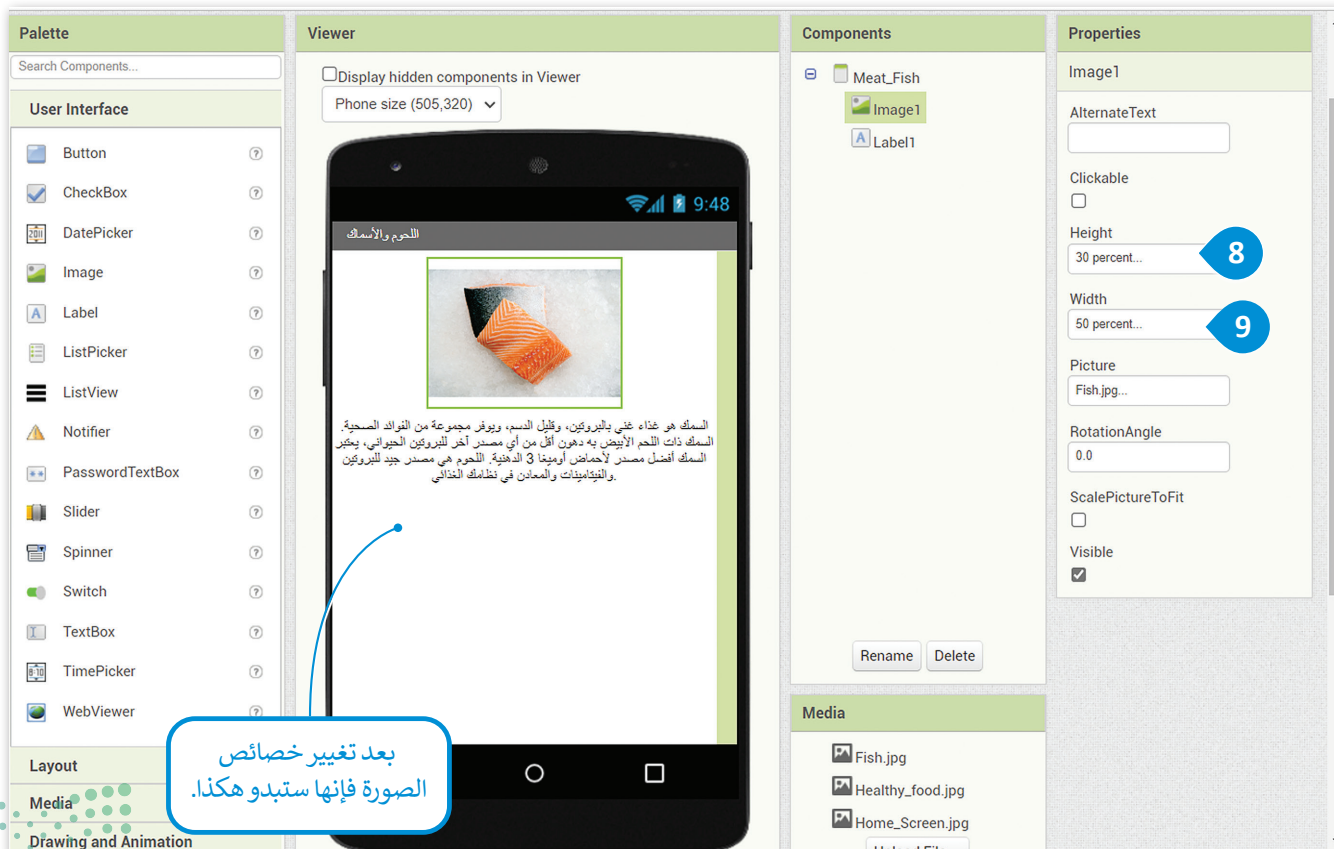 Palette
Search Components...
User Interface
Button
CheckBox
DatePicker
Image
Label
ListPicker
ListView
Notifier
PasswordTextBox
Slider
Spinner
Switch
TextBox
TimePicker
WebViewer
Layout
Media
Drawing and Animation
Viewer
Display hidden components in Viewer
Phone size (505,320)
9:48
اللحوم والأسماك
السمك هو غذاء غني بالبروتين، وقليل الدسم، ويوفر مجموعة من الفوائد الصحية.
السمك ذات اللحم الأبيض به دهون أقل من أي مصدر آخر للبروتين الحيواني، يعتبر
السمك أفضل مصدر لأحماض أوميغا 3 الدهنية. اللحوم هي مصدر جيد للبروتين
والفيتامينات والمعادن في نظامك الغذائي.
بعد تغيير خصائص
الصورة فإنها ستبدو هكذا.
Components
Meat_Fish
Image1
Label1
Rename Delete
Media
Fish.jpg
Healthy_food.jpg
Home_Screen.jpg
Upload File ...
Properties
Image1
AlternateText
Clickable
Height
30 percent...
8
Width
50 percent...
9
Picture
Fish.jpg...
RotationAngle
0.0
ScalePictureToFit
Visible